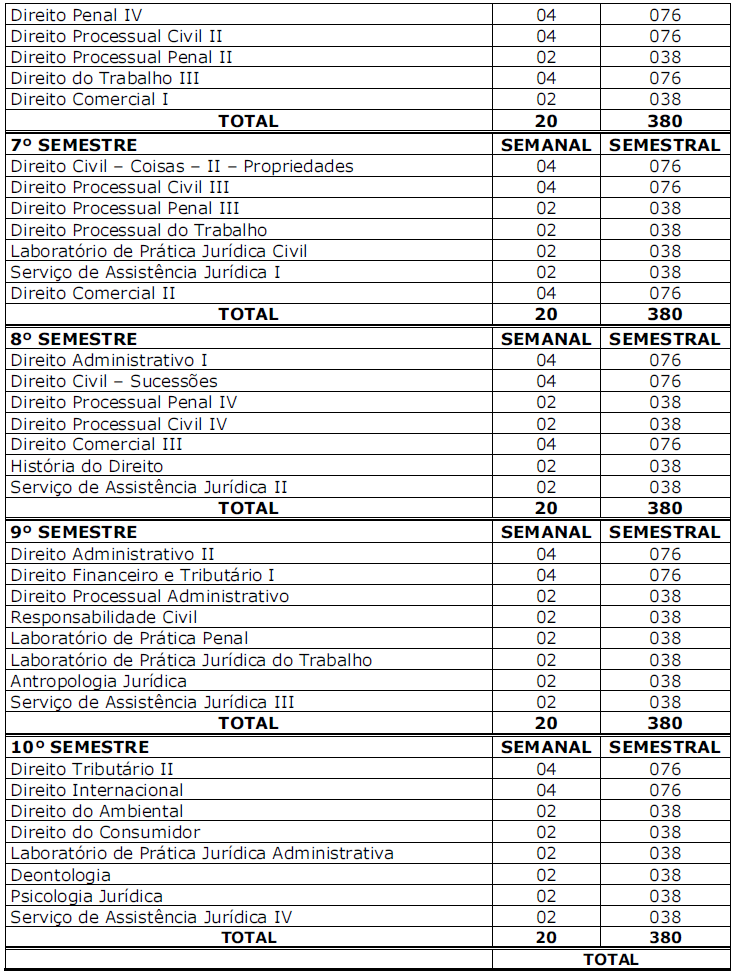 Direito Penal IV 04 076
Direito Processual Civil II 04 076
Direito Processual Penal II 02 038
Direito do Trabalho III 04 076
Direito Comercial I 02 038
TOTAL 20 380
7º SEMESTRE SEMANAL SEMESTRAL
Direito Civil – Coisas – II – Propriedades 04 076
Direito Processual Civil III 04 076
Direito Processual Penal III 02 038
Direito Processual do Trabalho 02 038
Laboratório de Prática Jurídica Civil 02 038
Serviço de Assistência Jurídica I 02 038
Direito Comercial II 04 076
TOTAL 20 380
8º SEMESTRE SEMANAL SEMESTRAL
Direito Administrativo I 04 076
Direito Civil – Sucessões 04 076
Direito Processual Penal IV 02 038
Direito Processual Civil IV 02 038
Direito Comercial III 04 076
História do Direito 02 038
Serviço de Assistência Jurídica II 02 038
TOTAL 20 380
9º SEMESTRE SEMANAL SEMESTRAL
Direito Administrativo II 04 076
Direito Financeiro e Tributário I 04 076
Direito Processual Administrativo 02 038
Responsabilidade Civil 02 038
Laboratório de Prática Penal 02 038
Laboratório de Prática Jurídica do Trabalho 02 038
Antropologia Jurídica 02 038
Serviço de Assistência Jurídica III 02 038
TOTAL 20 380
10º SEMESTRE SEMANAL SEMESTRAL
Direito Tributário II 04 076
Direito Internacional 04 076
Direito do Ambiental 02 038
Direito do Consumidor 02 038
Laboratório de Prática Jurídica Administrativa 02 038
Deontologia 02 038
Psicologia Jurídica 02 038
Serviço de Assistência Jurídica IV 02 038
TOTAL 20 380
TOTAL